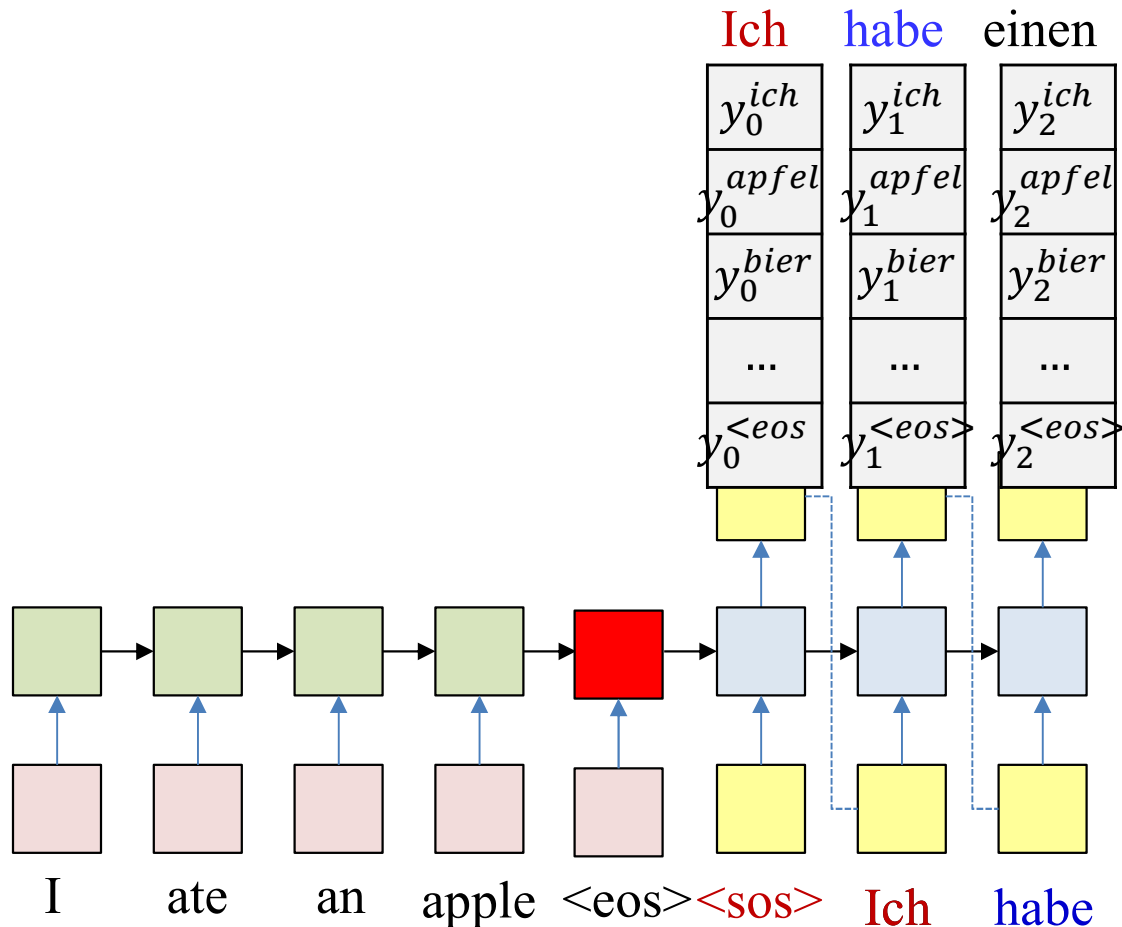 Ich habe einen
y_0^{ich} y_1^{ich} y_2^{ich}
y_0^{apfel} y_1^{apfel} y_2^{apfel}
y_0^{bier} y_1^{bier} y_2^{bier}
... ... ...
y_0^{<eos} y_1^{<eos>} y_2^{<eos>}
I ate an apple <eos> <sos> Ich habe